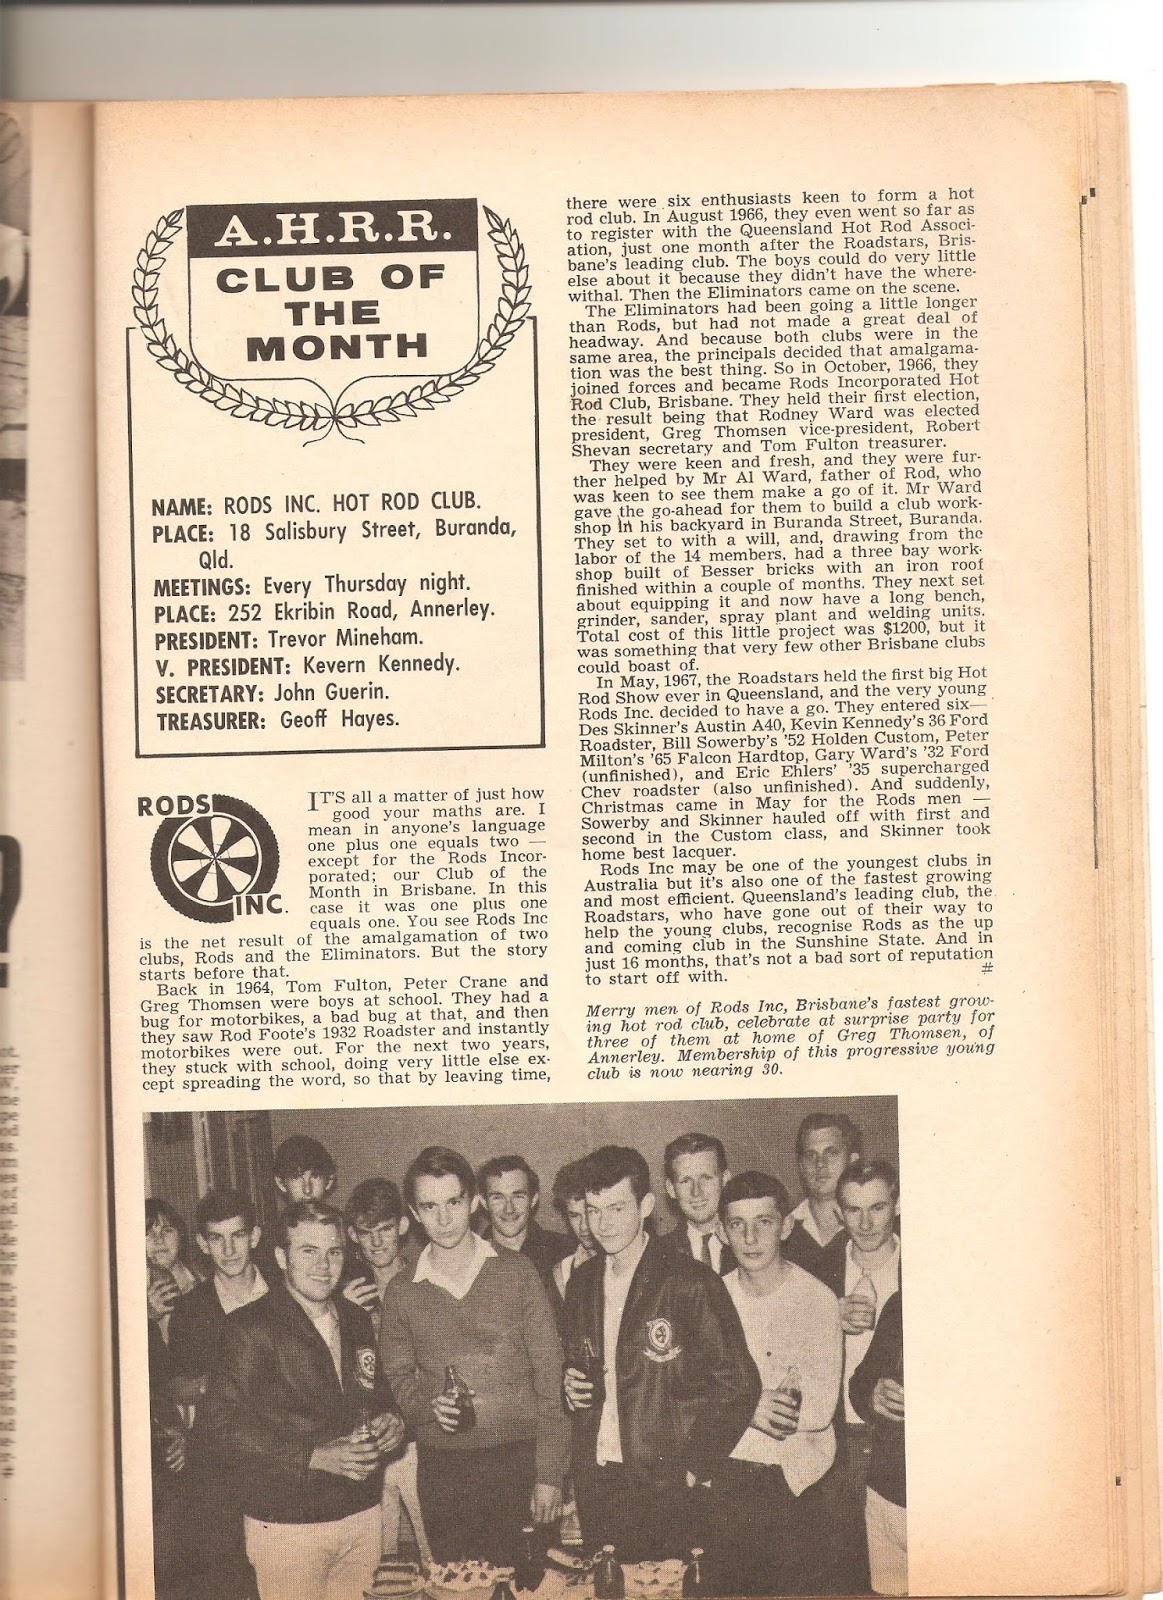 A.H.R.R.
CLUB OF
THE
MONTH
NAME: RODS INC. HOT ROD CLUB.
PLACE: 18 Salisbury Street, Buranda,
Qld.
MEETINGS: Every Thursday night.
PLACE: 252 Ekribin Road, Annerley.
PRESIDENT: Trevor Mineham.
V. PRESIDENT: Kevern Kennedy.
SECRETARY: John Guerin.
TREASURER: Geoff Hayes.
RODS
INC.
IT'S all a matter of just how
good your maths are. I
mean in anyone's language
one plus one equals two —
except for the Rods Incor-
porated; our Club of the
Month in Brisbane. In this
case it was one plus one
equals one. You see Rods Inc
is the net result of the amalgamation of two
clubs, Rods and the Eliminators. But the story
starts before that.
Back in 1964, Tom Fulton, Peter Crane and
Greg Thomsen were boys at school. They had a
bug for motorbikes, a bad bug at that, and then
they saw Rod Foote's 1932 Roadster and instantly
motorbikes were out. For the next two years,
they stuck with school, doing very little else ex-
cept spreading the word, so that by leaving time,
there were six enthusiasts keen to form a hot
rod club. In August 1966, they even went so far as
to register with the Queensland Hot Rod Associ-
ation, just one month after the Roadstars, Bris-
bane's leading club. The boys could do very little
else about it because they didn't have the where-
withal. Then the Eliminators came on the scene.
The Eliminators had been going a little longer
than Rods, but had not made a great deal of
headway. And because both clubs were in the
same area, the principals decided that amalgama-
tion was the best thing. So in October, 1966, they
joined forces and became Rods Incorporated Hot
Rod Club, Brisbane. They held their first election,
the result being that Rodney Ward was elected
president, Greg Thomsen vice-president, Robert
Shevan secretary and Tom Fulton treasurer.
They were keen and fresh, and they were fur-
ther helped by Mr Al Ward, father of Rod, who
was keen to see them make a go of it. Mr Ward
gave the go-ahead for them to build a club work-
shop in his backyard in Buranda Street, Buranda.
They set to with a will, and, drawing from the
labor of the 14 members, had a three bay work-
shop built of Besser bricks with an iron roof
finished within a couple of months. They next set
about equipping it and now have a long bench,
grinder, sander, spray plant and welding units.
Total cost of this little project was $1200, but it
was something that very few other Brisbane clubs
could boast of.
In May, 1967, the Roadstars held the first big Hot
Rod Show ever in Queensland, and the very young
Rods Inc. decided to have a go. They entered six—
Des Skinner's Austin A40, Kevin Kennedy's 36 Ford
Roadster, Bill Sowerby's '52 Holden Custom, Peter
Milton's '65 Falcon Hardtop, Gary Ward's '32 Ford
(unfinished), and Eric Ehlers' '35 supercharged
Chev roadster (also unfinished). And suddenly,
Christmas came in May for the Rods men —
Sowerby and Skinner hauled off with first and
second in the Custom class, and Skinner took
home best lacquer.
Rods Inc may be one of the youngest clubs in
Australia but it's also one of the fastest growing
and most efficient. Queensland's leading club, the
Roadstars, who have gone out of their way to
help the young clubs, recognise Rods as the up
and coming club in the Sunshine State. And in
just 16 months, that's not a bad sort of reputation
to start off with. #
Merry men of Rods Inc, Brisbane's fastest grow-
ing hot rod club, celebrate at surprise party for
three of them at home of Greg Thomsen, of
Annerley. Membership of this progressive young
club is now nearing 30.